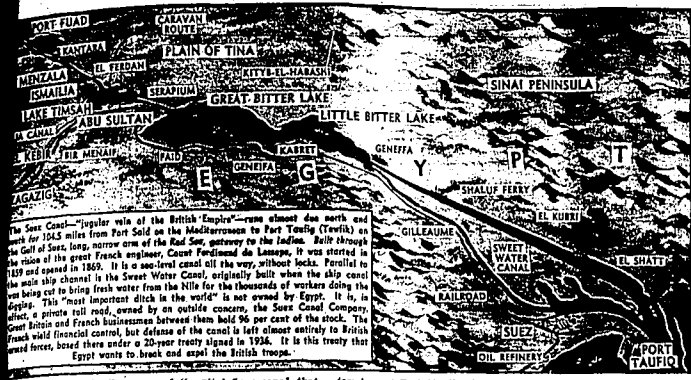 PORT FUAD
CARAVAN
ROUTE
KANTARA
PLAIN OF TINA
EL FERDAN
KITYB-EL-HABASH
MENZALA
ISMAILIA
SERAPIUM
SINAI PENINSULA
LAKE TIMSAH
GREAT BITTER LAKE
ABU SULTAN
LITTLE BITTER LAKE
CANAL
KEBIR
BIR MENAIF
FAID
KABRET
GENEFFA
GENEIFA
E G Y P T
ZAGAZIG
SHALUF FERRY
EL KUBRI
GILLEAUME
SWEET
WATER
CANAL
EL SHATT
RAILROAD
SUEZ
OIL REFINERY
PORT
TAUFIQ
The Suez Canal—"jugular vein of the British Empire"—runs almost due north and
south for 104.5 miles from Port Said on the Mediterranean to Port Taufiq (Tewfik) on
the Gulf of Suez, long, narrow arm of the Red Sea, gateway to the Indies. Built through
the vision of the great French engineer, Count Ferdinand de Lesseps, it was started in
1859 and opened in 1869. It is a sea-level canal all the way, without locks. Parallel to
the main ship channel is the Sweet Water Canal, originally built when the ship canal
was being cut to bring fresh water from the Nile for the thousands of workers doing the
digging. This "most important ditch in the world" is not owned by Egypt. It is, in
effect, a private toll road, owned by an outside concern, the Suez Canal Company.
Great Britain and French businessmen between them hold 96 per cent of the stock. The
French wield financial control, but defense of the canal is left almost entirely to British
armed forces, based there under a 20-year treaty signed in 1936. It is this treaty that
Egypt wants to break and expel the British troops.